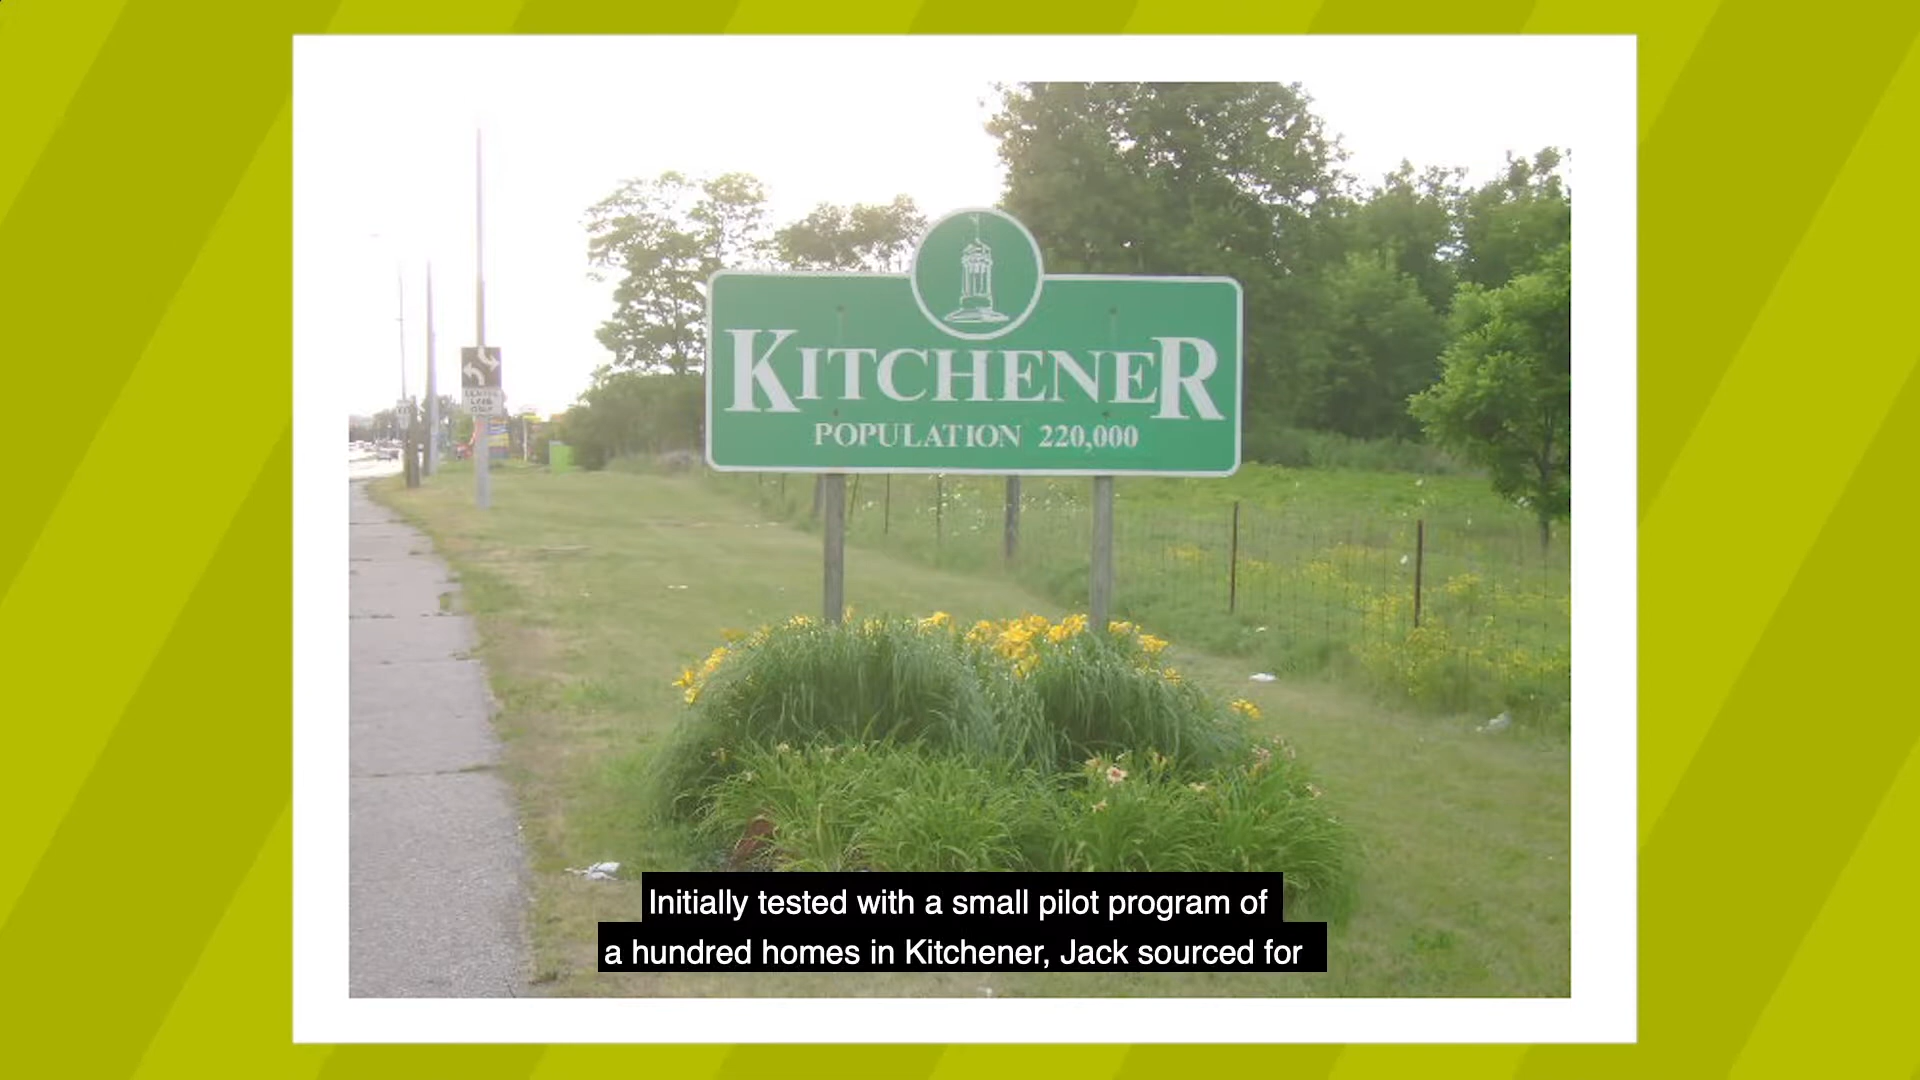 KITCHENER
POPULATION 220,000
Initially tested with a small pilot program of
a hundred homes in Kitchener, Jack sourced for